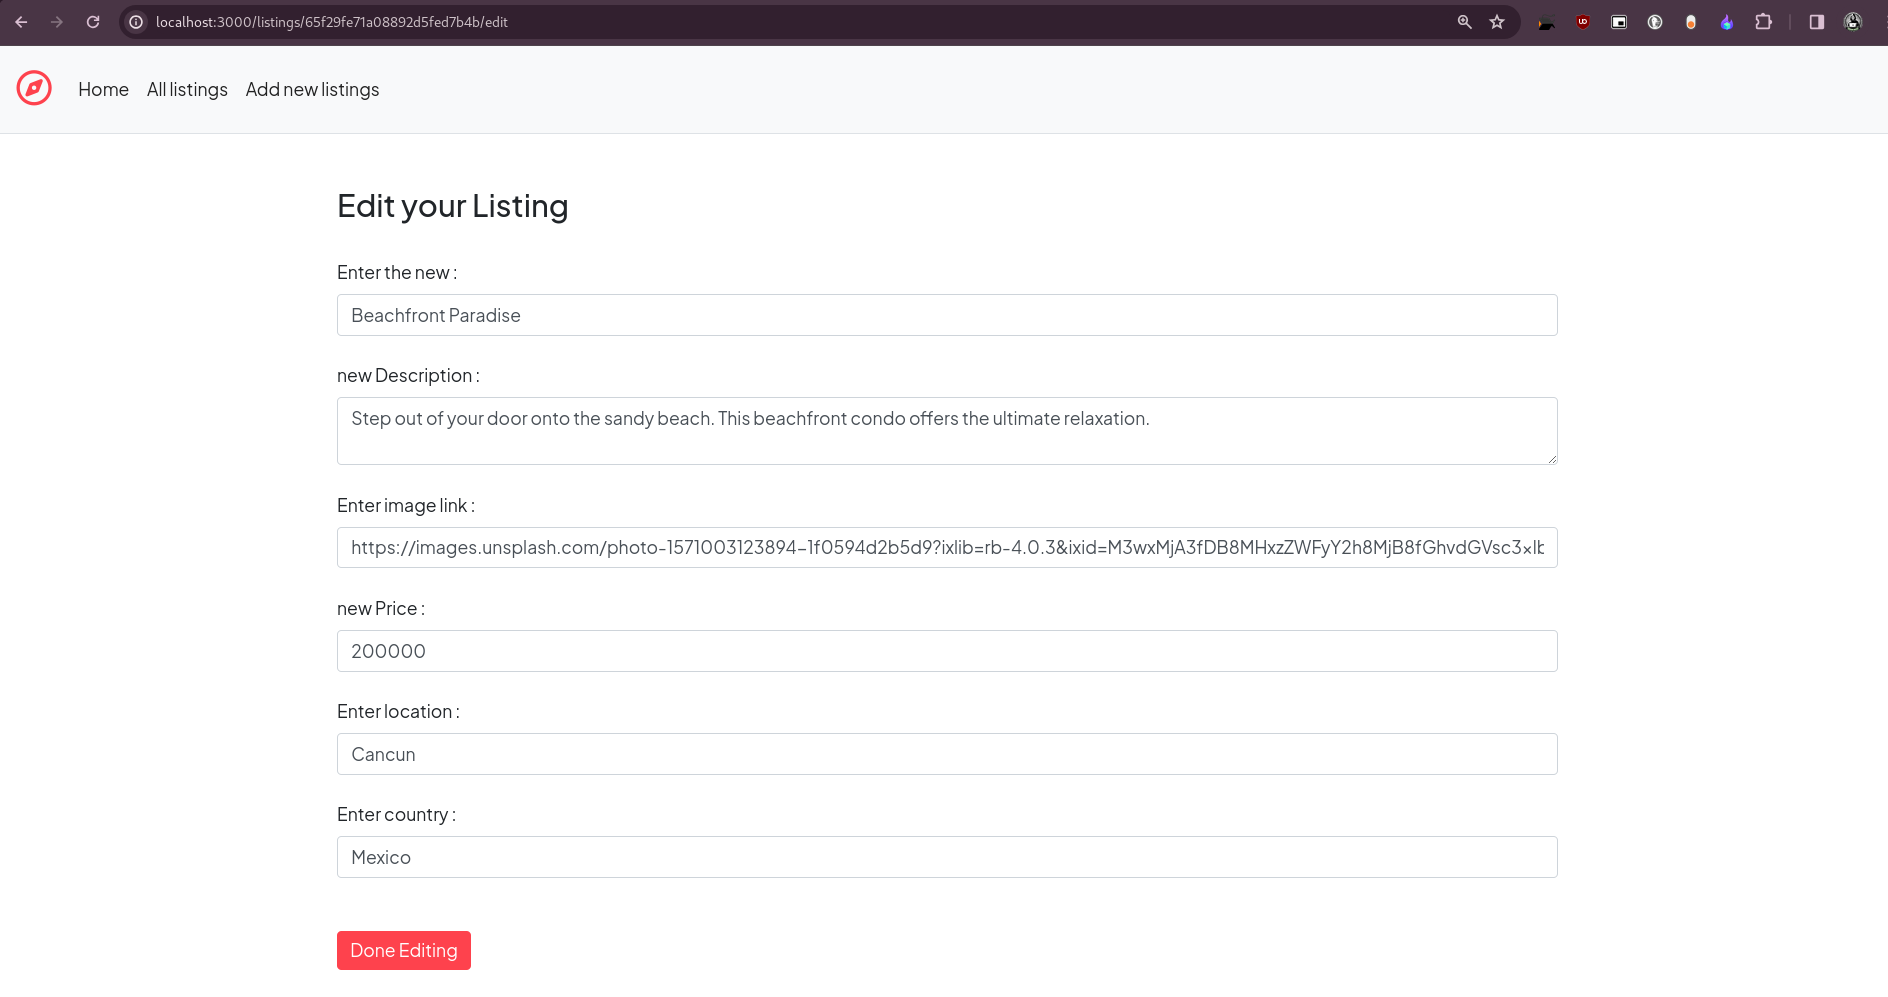 localhost:3000/listings/65f29fe71a08892d5fed7b4b/edit
Home All listings Add new listings
Edit your Listing
Enter the new :
Beachfront Paradise
new Description :
Step out of your door onto the sandy beach. This beachfront condo offers the ultimate relaxation.
Enter image link :
https://images.unsplash.com/photo-1571003123894-1f0594d2b5d9?ixlib=rb-4.0.3&ixid=M3wxMjA3fDB8MHxzZWFyY2h8MjB8fGhvdGVsc3xlb
new Price :
200000
Enter location :
Cancun
Enter country :
Mexico
Done Editing